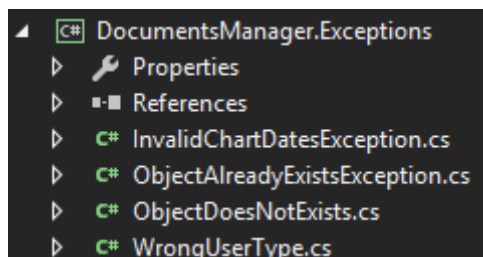 C# DocumentsManager.Exceptions
Properties
References
C# InvalidChartDatesException.cs
C# ObjectAlreadyExistsException.cs
C# ObjectDoesNotExists.cs
C# WrongUserType.cs